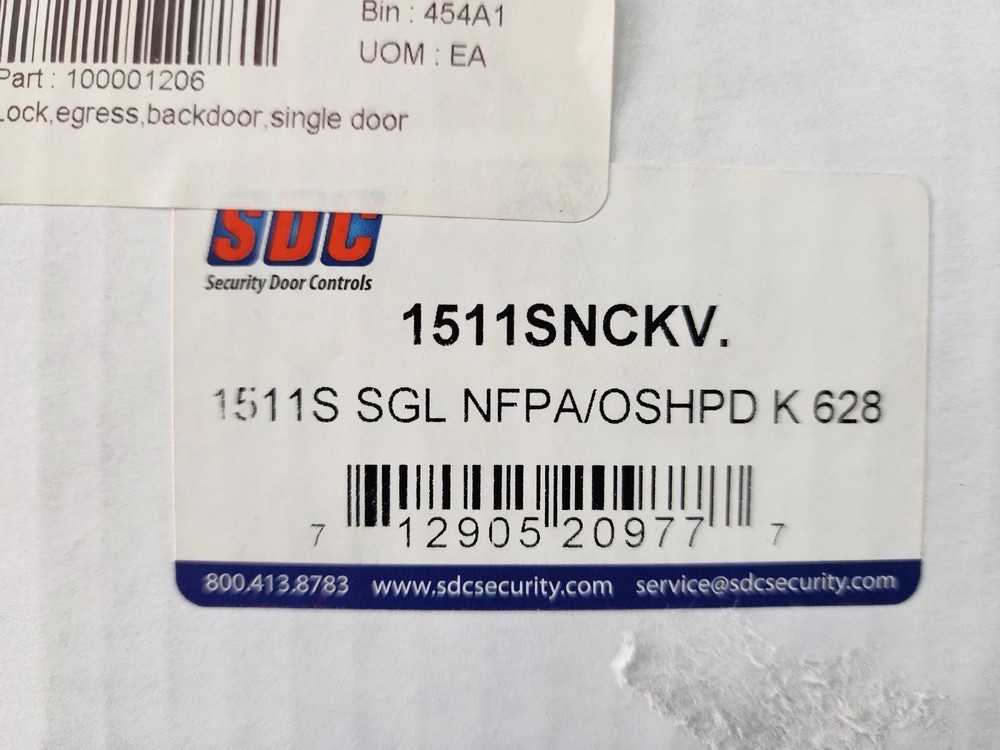 Bin : 454A1
UOM : EA
Part : 100001206
Lock,egress,backdoor,single door
SDC
Security Door Controls
1511SNCKV.
1511S SGL NFPA/OSHPD K 628
7 12905 20977 7
800.413.8783 www.sdcsecurity.com service@sdcsecurity.com